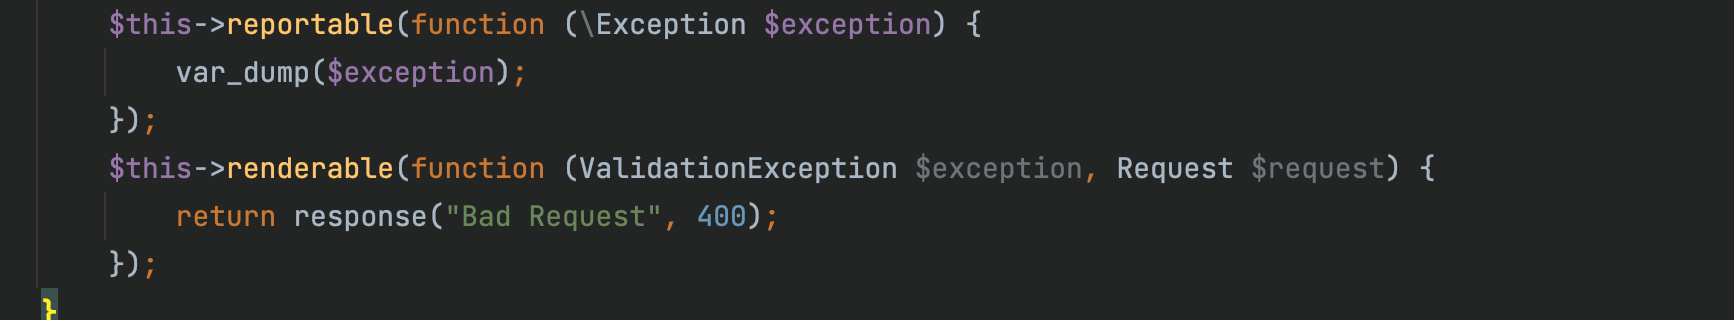 $this->reportable(function (\Exception $exception) {
    var_dump($exception);
});
$this->renderable(function (ValidationException $exception, Request $request) {
    return response("Bad Request", 400);
});
}